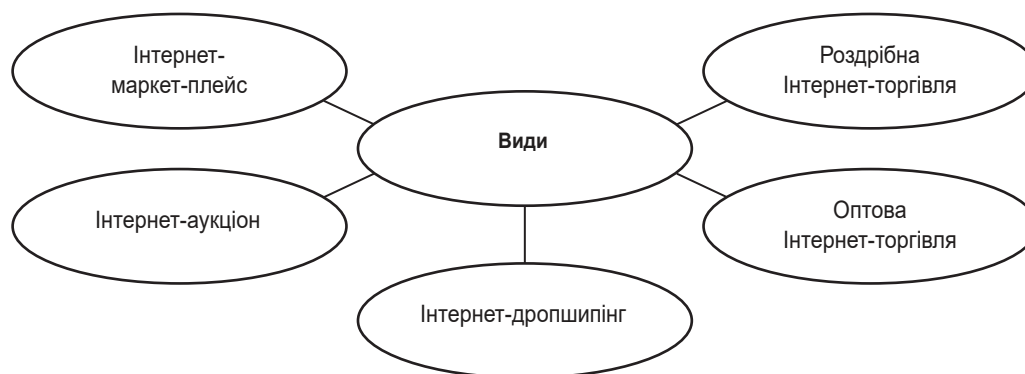 Інтернет-
маркет-плейс
Роздрібна
Інтернет-торгівля
Види
Інтернет-аукціон
Оптова
Інтернет-торгівля
Інтернет-дропшипінг